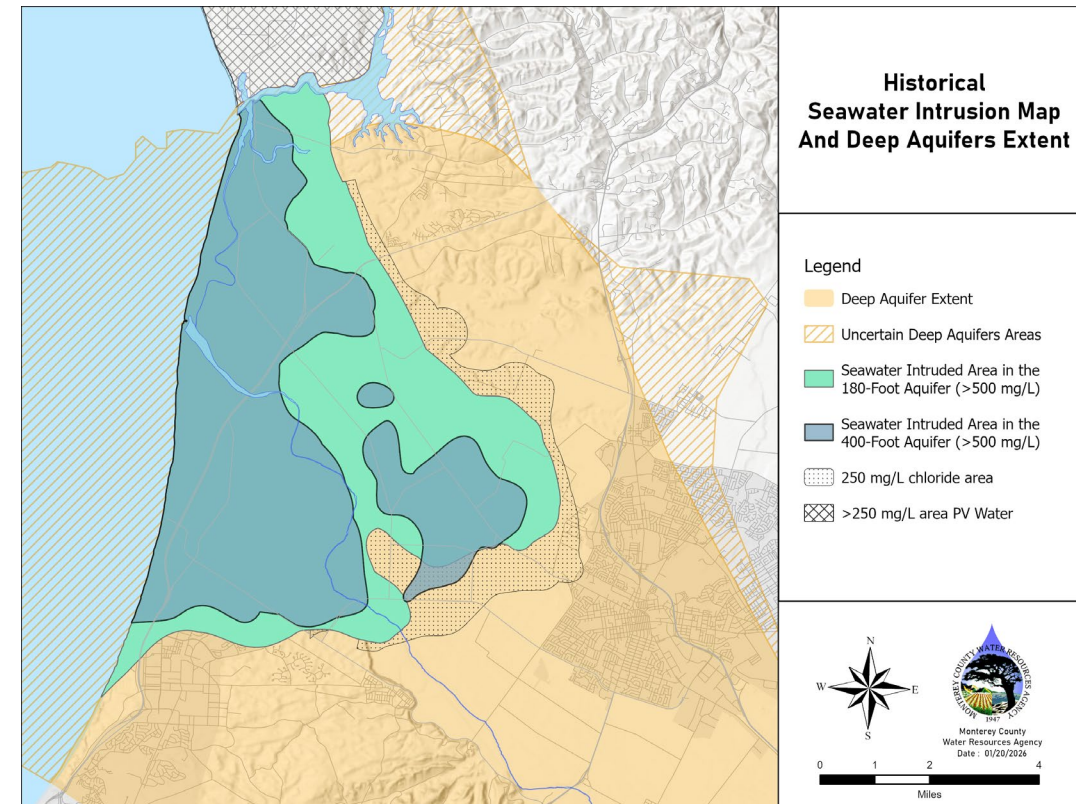 Historical
Seawater Intrusion Map
And Deep Aquifers Extent
Legend
Deep Aquifer Extent
Uncertain Deep Aquifers Areas
Seawater Intruded Area in the
180-Foot Aquifer (>500 mg/L)
Seawater Intruded Area in the
400-Foot Aquifer (>500 mg/L)
250 mg/L chloride area
>250 mg/L area PV Water
N
W
E
S
MONTEREY COUNTY WATER RESOURCES AGENCY
1947
Monterey County
Water Resources Agency
Date : 01/20/2026
0
1
2
4
Miles